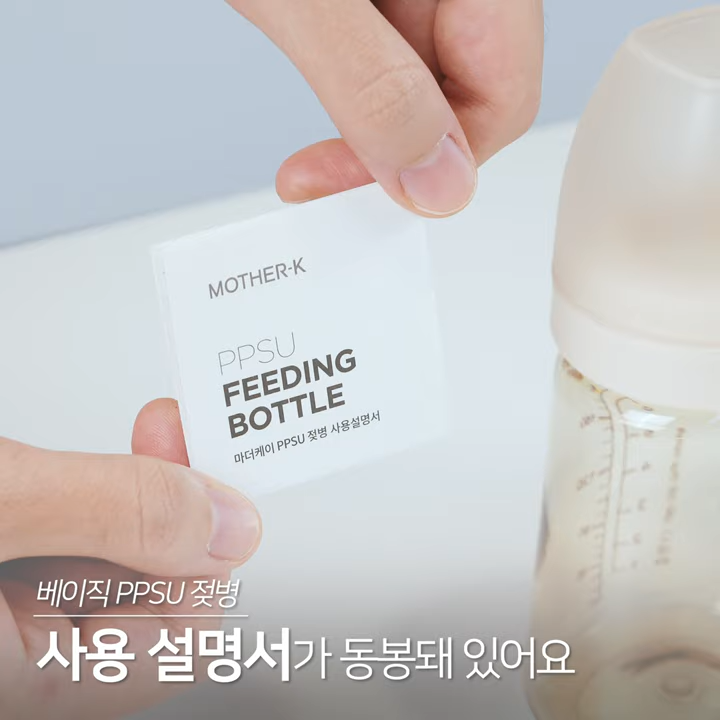 MOTHER-K
PPSU
FEEDING
BOTTLE
마더케이 PPSU 젖병 사용설명서
베이직 PPSU 젖병
사용 설명서가 동봉돼 있어요